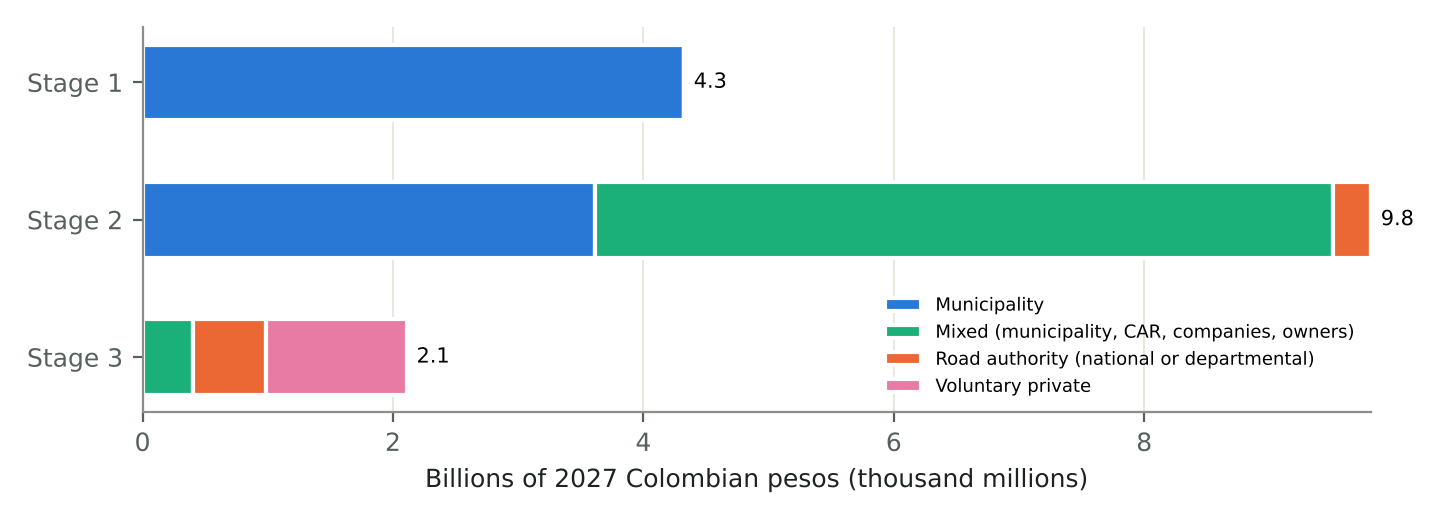 Stage 1
4.3
Stage 2
9.8
Stage 3
2.1
Municipality
Mixed (municipality, CAR, companies, owners)
Road authority (national or departmental)
Voluntary private
0 2 4 6 8
Billions of 2027 Colombian pesos (thousand millions)